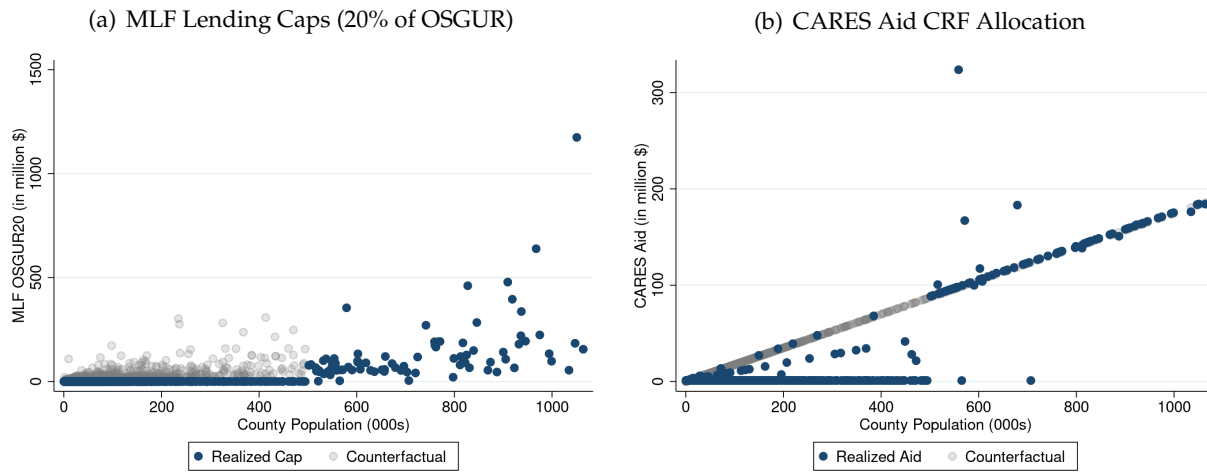 (a) MLF Lending Caps (20% of OSGUR)
1500
1000
500
0
MLF OSGUR20 (in million $)
0 200 400 600 800 1000
County Population (000s)
Realized Cap Counterfactual
(b) CARES Aid CRF Allocation
300
200
100
0
CARES Aid (in million $)
0 200 400 600 800 1000
County Population (000s)
Realized Aid Counterfactual